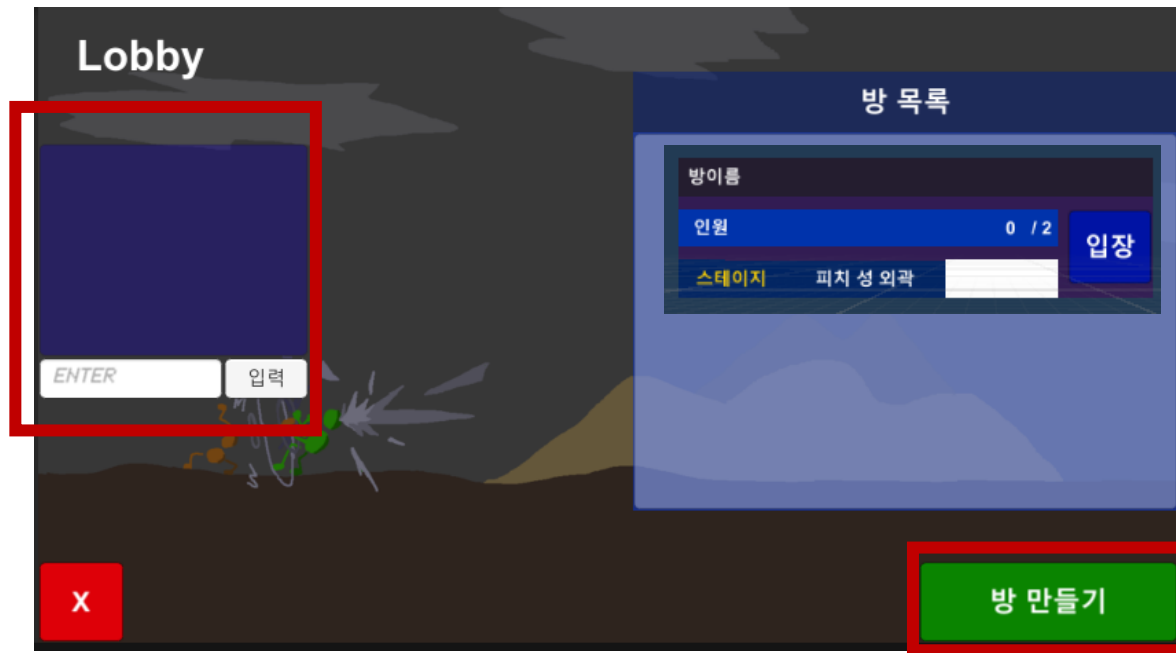 Lobby
방 목록
방이름
인원 0 / 2
입장
스테이지 피치 성 외곽
ENTER
입력
X
방 만들기